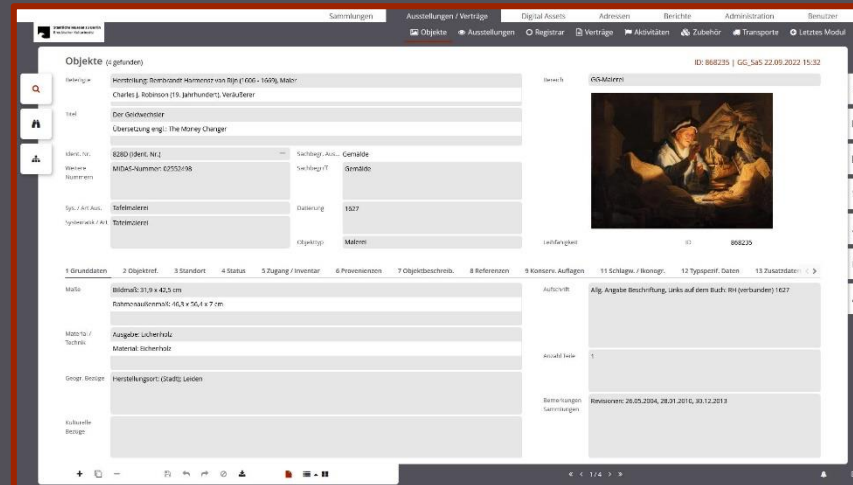 Sammlungen Ausstellungen / Verträge Digital Assets Adressen Berichte Administration Benutzer
Objekte Ausstellungen Registrar Verträge Aktivitäten Zubehör Transporte Letztes Modul
Objekte (4 gefunden) ID: 868235 | GG_SaS 22.09.2022 15:32
Beteiligte Herstellung: Rembrandt Harmensz van Rijn (1606 - 1669), Maler Bereich GG-Malerei
Charles J. Robinson (19. Jahrhundert), Veräußerer
Titel Der Geldwechsler
Übersetzung engl.: The Money Changer
Ident. Nr. 828D (Ident. Nr.) Sachbegr. Aus... Gemälde
Weitere Nummern MIDAS-Nummer: 02552498 Sachbegriff Gemälde
Sys. / Art Aus. Tafelmalerei Datierung 1627
Systematik / Art Tafelmalerei
Objekttyp Malerei Leihfähigkeit ID 868235
1 Grunddaten 2 Objektref. 3 Standort 4 Status 5 Zugang / Inventar 6 Provenienzen 7 Objektbeschreib. 8 Referenzen 9 Konserv. Auflagen 11 Schlagw. / Ikonogr. 12 Typspezif. Daten 13 Zusatzdaten
Maße Bildmaß: 31,9 x 42,5 cm Aufschrift Allg. Angabe Beschriftung, Links auf dem Buch: RH (verbunden) 1627
Rahmenaußenmaß: 46,8 x 56,4 x 7 cm
Material / Technik Ausgabe: Eichenholz
Material: Eichenholz
Anzahl Teile 1
Geogr. Bezüge Herstellungsort: (Stadt); Leiden
Bemerkungen Sammlungen Revisionen: 26.05.2004, 28.01.2010, 30.12.2013
Kulturelle Bezüge
1 / 4